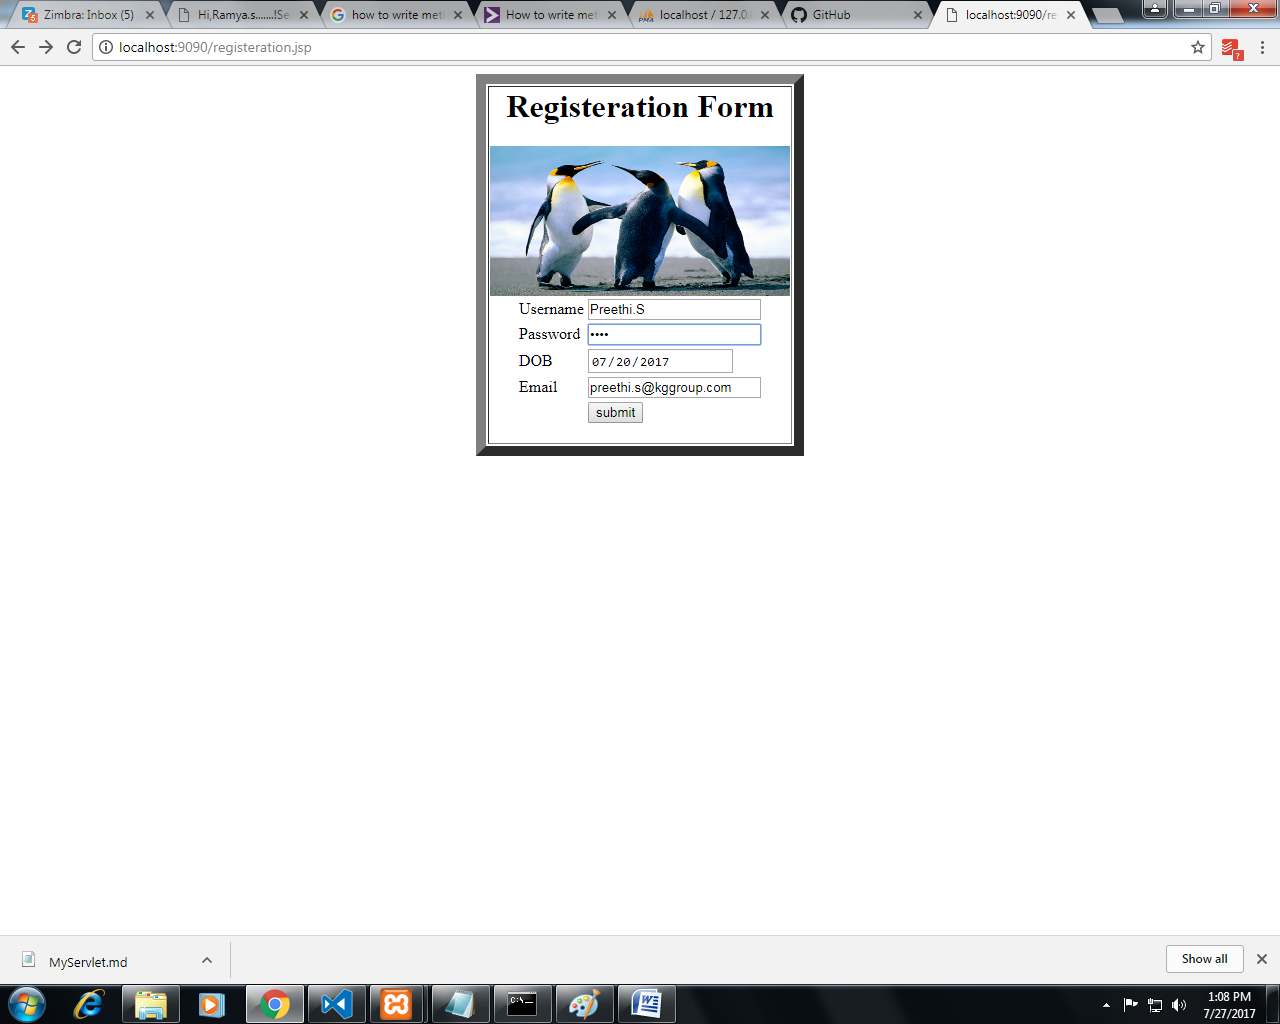 Zimbra: Inbox (5)
Hi,Ramya.s.......!Se
how to write met
How to write met
localhost / 127.0.
GitHub
localhost:9090/re
localhost:9090/registeration.jsp
Registeration Form
Username Preethi.S
Password ••••
DOB 07/20/2017
Email preethi.s@kggroup.com
submit
MyServlet.md
Show all
1:08 PM
7/27/2017